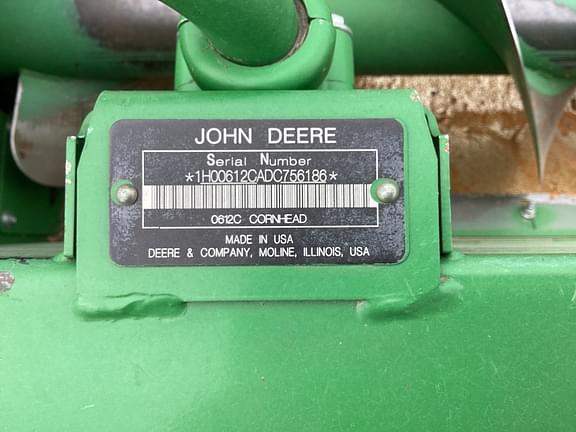 JOHN DEERE
Serial Number
*1H00612CADC756186*
0612C CORNHEAD
MADE IN USA
DEERE & COMPANY, MOLINE, ILLINOIS, USA